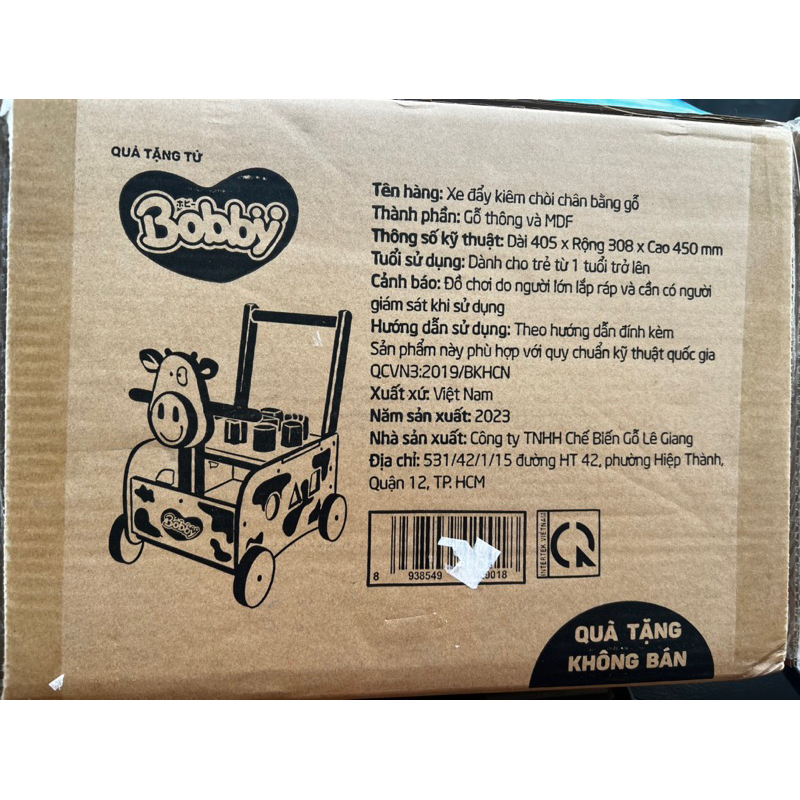 QUÀ TẶNG TỪ
ボビー
Bobby
Tên hàng: Xe đẩy kiêm chòi chân bằng gỗ
Thành phần: Gỗ thông và MDF
Thông số kỹ thuật: Dài 405 x Rộng 308 x Cao 450 mm
Tuổi sử dụng: Dành cho trẻ từ 1 tuổi trở lên
Cảnh báo: Đồ chơi do người lớn lắp ráp và cần có người
giám sát khi sử dụng
Hướng dẫn sử dụng: Theo hướng dẫn đính kèm
Sản phẩm này phù hợp với quy chuẩn kỹ thuật quốc gia
QCVN3:2019/BKHCN
Xuất xứ: Việt Nam
Năm sản xuất: 2023
Nhà sản xuất: Công ty TNHH Chế Biến Gỗ Lê Giang
Địa chỉ: 531/42/1/15 đường HT 42, phường Hiệp Thành,
Quận 12, TP. HCM
Bobby
8 938549 9018
INTERTEK VIETNAM
QUÀ TẶNG
KHÔNG BÁN